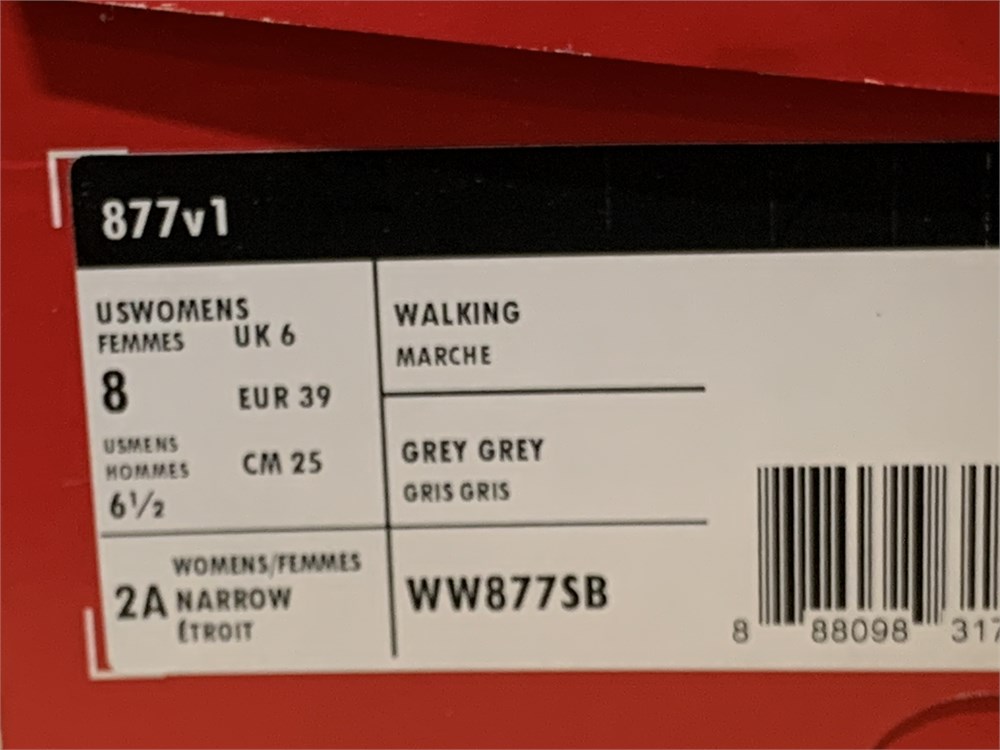 877v1
USWOMENS
FEMMES
UK 6
8
EUR 39
USMENS
HOMMES
CM 25
6½
2A
WOMENS/FEMMES
NARROW
ÉTROIT
WALKING
MARCHE
GREY GREY
GRIS GRIS
WW877SB
8 88098 317